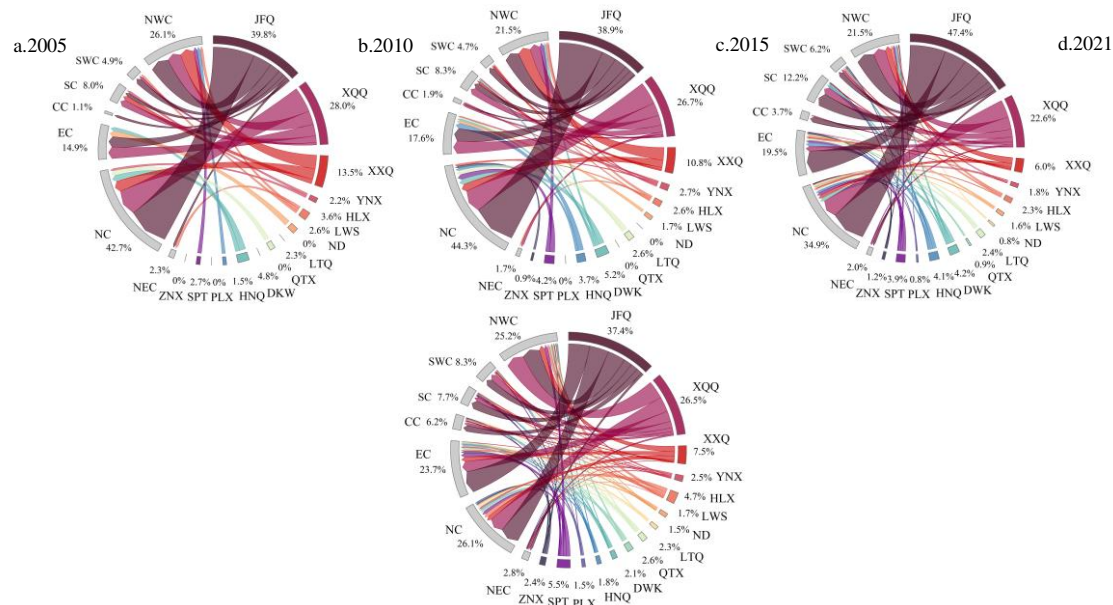 a.2005
NWC
26.1%
JFQ
39.8%
SWC 4.9%
SC 8.0%
CC 1.1%
EC
14.9%
NC
42.7%
2.3%
NEC
0%
ZNX
2.7%
SPT
0%
PLX
1.5%
HNQ
4.8%
DKW
0%
QTX
2.3%
LTQ
0%
ND
2.6%
LWS
3.6%
HLX
2.2%
YNX
13.5%
XXQ
XQQ
28.0%
b.2010
NWC
21.5%
JFQ
38.9%
SWC 4.7%
SC 8.3%
CC 1.9%
EC
17.6%
NC
44.3%
1.7%
NEC
0.9%
ZNX
4.2%
SPT
0%
PLX
3.7%
HNQ
5.2%
DWK
0%
QTX
2.6%
LTQ
0%
ND
1.7%
LWS
2.6%
HLX
2.7%
YNX
10.8%
XXQ
XQQ
26.7%
c.2015
NWC
21.5%
JFQ
47.4%
SWC 6.2%
SC 12.2%
CC 3.7%
EC
19.5%
NC
34.9%
2.0%
NEC
1.2%
ZNX
3.9%
SPT
0.8%
PLX
4.1%
HNQ
4.2%
DWK
0.9%
QTX
2.4%
LTQ
0.8%
ND
1.6%
LWS
2.3%
HLX
1.8%
YNX
6.0%
XXQ
XQQ
22.6%
d.2021
NWC
25.2%
JFQ
37.4%
SWC 8.3%
SC 7.7%
CC 6.2%
EC
23.7%
NC
26.1%
2.8%
NEC
2.4%
ZNX
5.5%
SPT
1.5%
PLX
1.8%
HNQ
2.1%
DWK
2.6%
QTX
2.3%
LTQ
1.5%
ND
1.7%
LWS
4.7%
HLX
2.5%
YNX
XXQ
7.5%
XQQ
26.5%